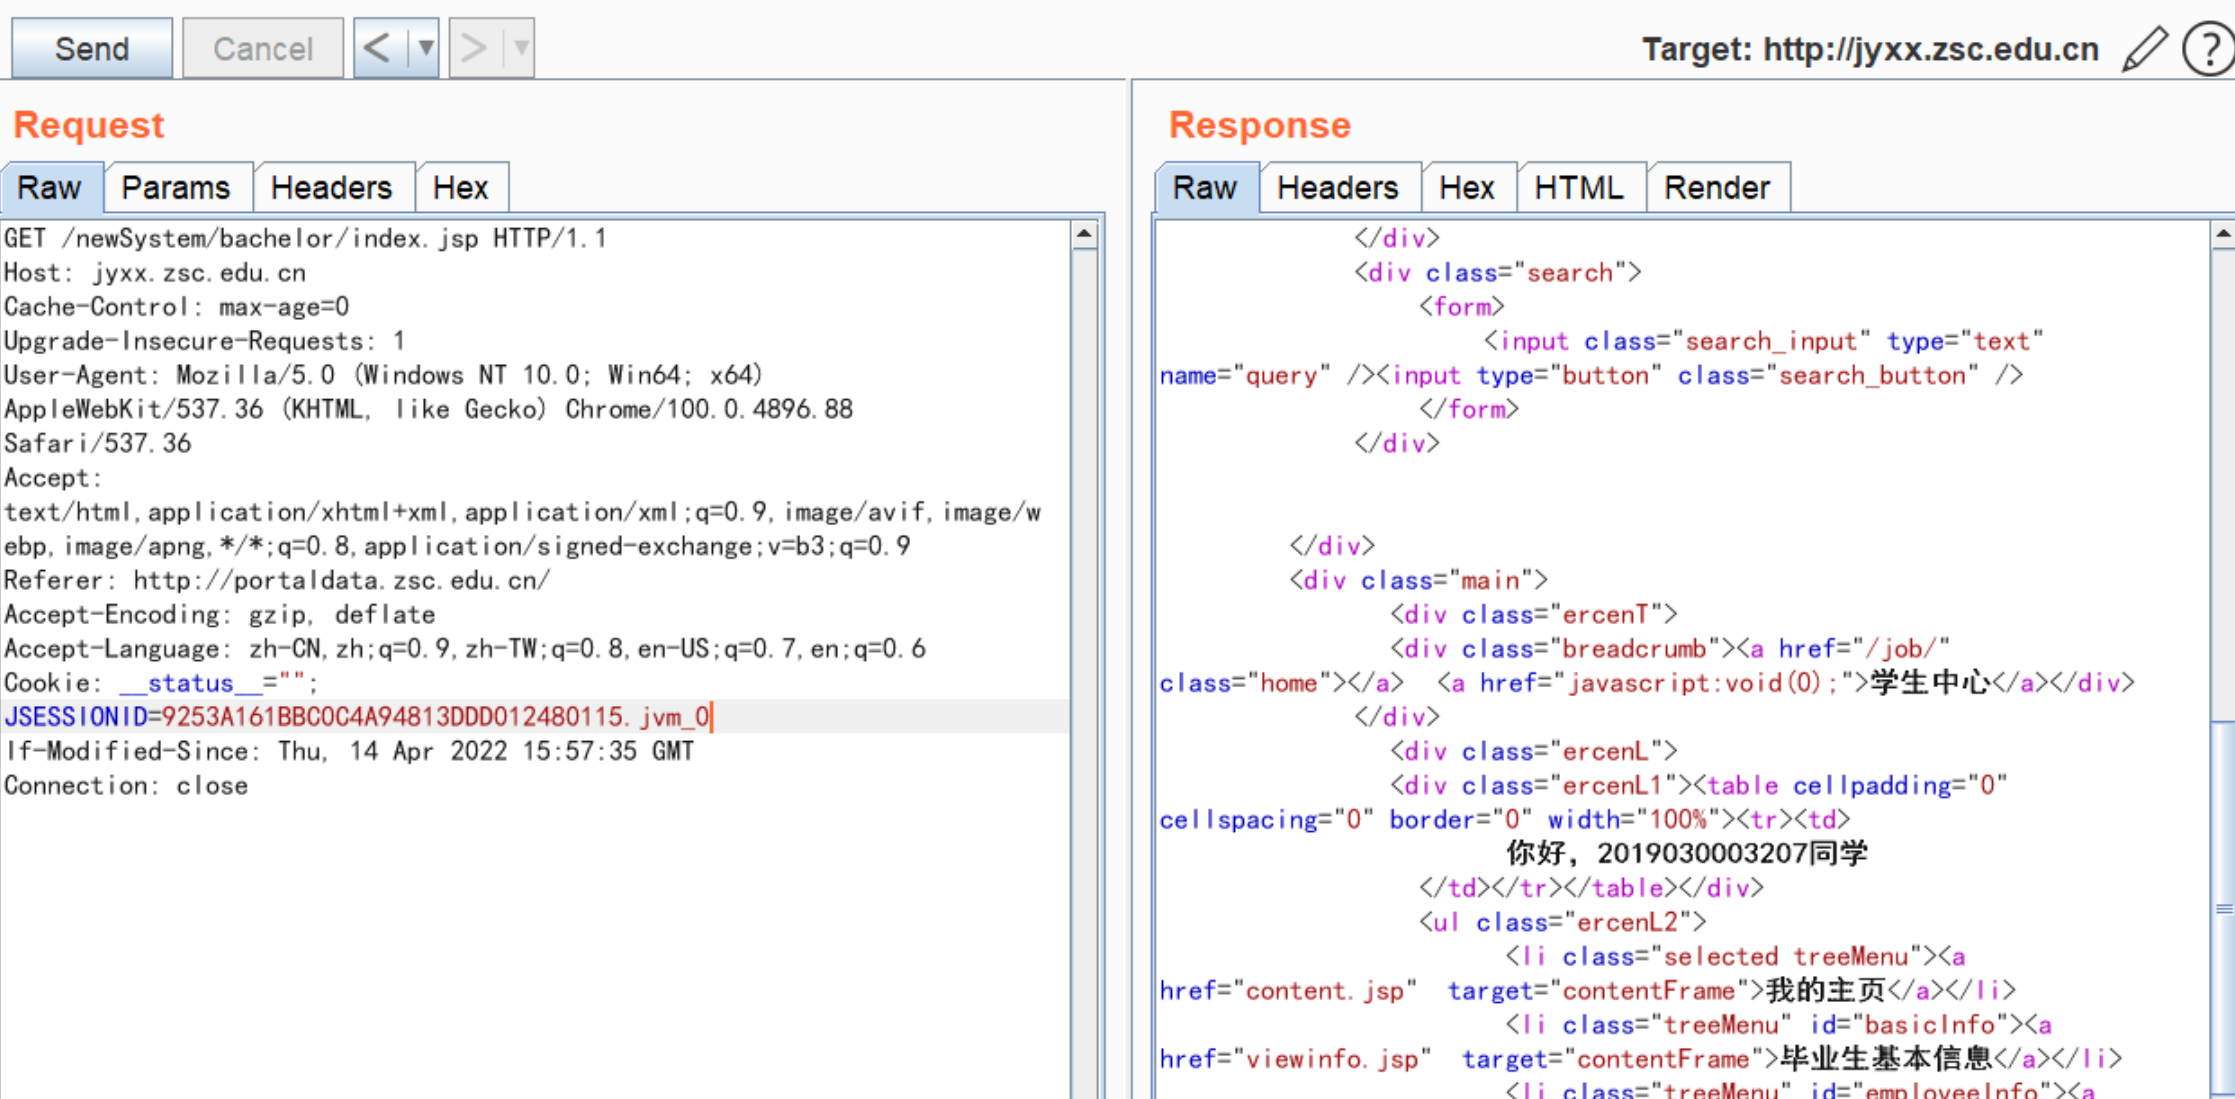 Send Cancel < ▼ > ▼ Target: http://jyxx.zsc.edu.cn ?
Request
Raw Params Headers Hex
GET /newSystem/bachelor/index.jsp HTTP/1.1
Host: jyxx.zsc.edu.cn
Cache-Control: max-age=0
Upgrade-Insecure-Requests: 1
User-Agent: Mozilla/5.0 (Windows NT 10.0; Win64; x64)
AppleWebKit/537.36 (KHTML, like Gecko) Chrome/100.0.4896.88
Safari/537.36
Accept:
text/html,application/xhtml+xml,application/xml;q=0.9,image/avif,image/w
ebp,image/apng,*/*;q=0.8,application/signed-exchange;v=b3;q=0.9
Referer: http://portaldata.zsc.edu.cn/
Accept-Encoding: gzip, deflate
Accept-Language: zh-CN,zh;q=0.9,zh-TW;q=0.8,en-US;q=0.7,en;q=0.6
Cookie: __status__="";
JSESSIONID=9253A161BBC0C4A94813DDD012480115.jvm_0
If-Modified-Since: Thu, 14 Apr 2022 15:57:35 GMT
Connection: close
Response
Raw Headers Hex HTML Render
</div>
<div class="search">
<form>
<input class="search_input" type="text"
name="query" /><input type="button" class="search_button" />
</form>
</div>
</div>
<div class="main">
<div class="ercenT">
<div class="breadcrumb"><a href="/job/"
class="home"></a> <a href="javascript:void(0);">学生中心</a></div>
</div>
<div class="ercenL">
<div class="ercenL1"><table cellpadding="0"
cellspacing="0" border="0" width="100%"><tr><td>
你好，2019030003207同学
</td></tr></table></div>
<ul class="ercenL2">
<li class="selected treeMenu"><a
href="content.jsp" target="contentFrame">我的主页</a></li>
<li class="treeMenu" id="basicInfo"><a
href="viewinfo.jsp" target="contentFrame">毕业生基本信息</a></li>
<li class="treeMenu" id="employeeInfo"><a